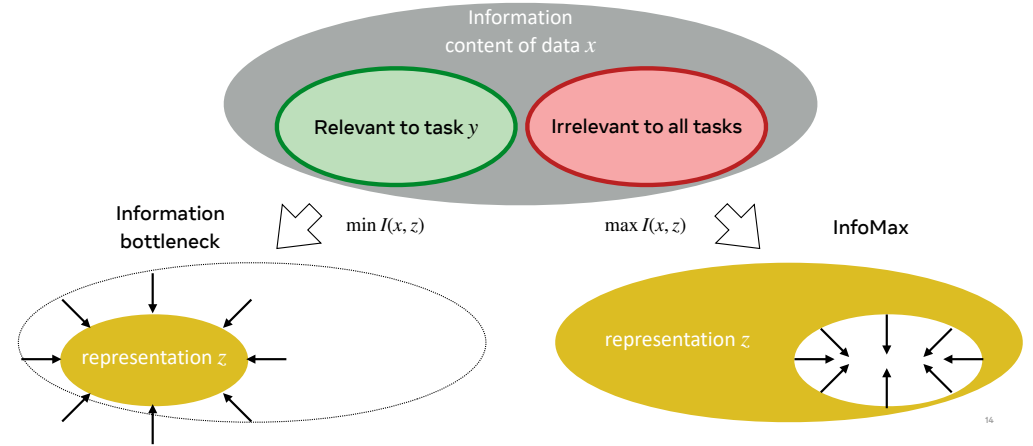 Information
content of data x
Relevant to task y
Irrelevant to all tasks
Information
bottleneck
min I(x, z)
max I(x, z)
InfoMax
representation z
representation z
14